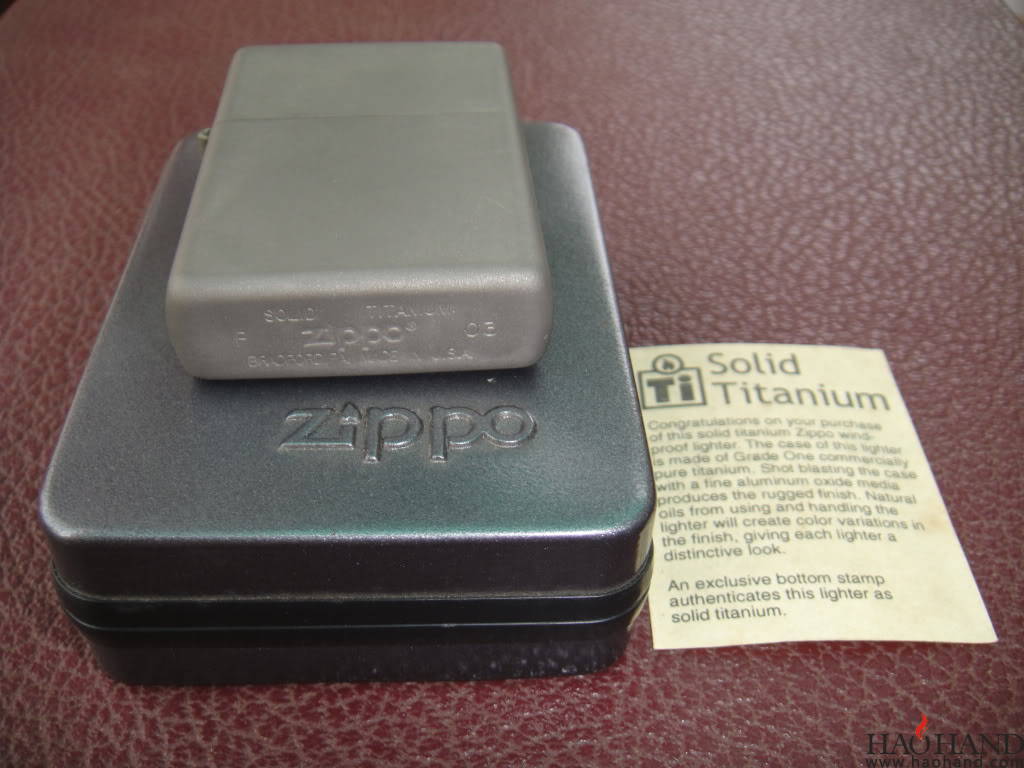 SOLID TITANIUM
F Zippo® 03
BRADFORD PA. MADE IN U.S.A.
zippo
Ti Solid
Titanium
Congratulations on your purchase
of this solid titanium Zippo wind-
proof lighter. The case of this lighter
is made of Grade One commercially
pure titanium. Shot blasting the case
with a fine aluminum oxide media
produces the rugged finish. Natural
oils from using and handling the
lighter will create color variations in
the finish, giving each lighter a
distinctive look.
An exclusive bottom stamp
authenticates this lighter as
solid titanium.
HAOHAND
www.haohand.com